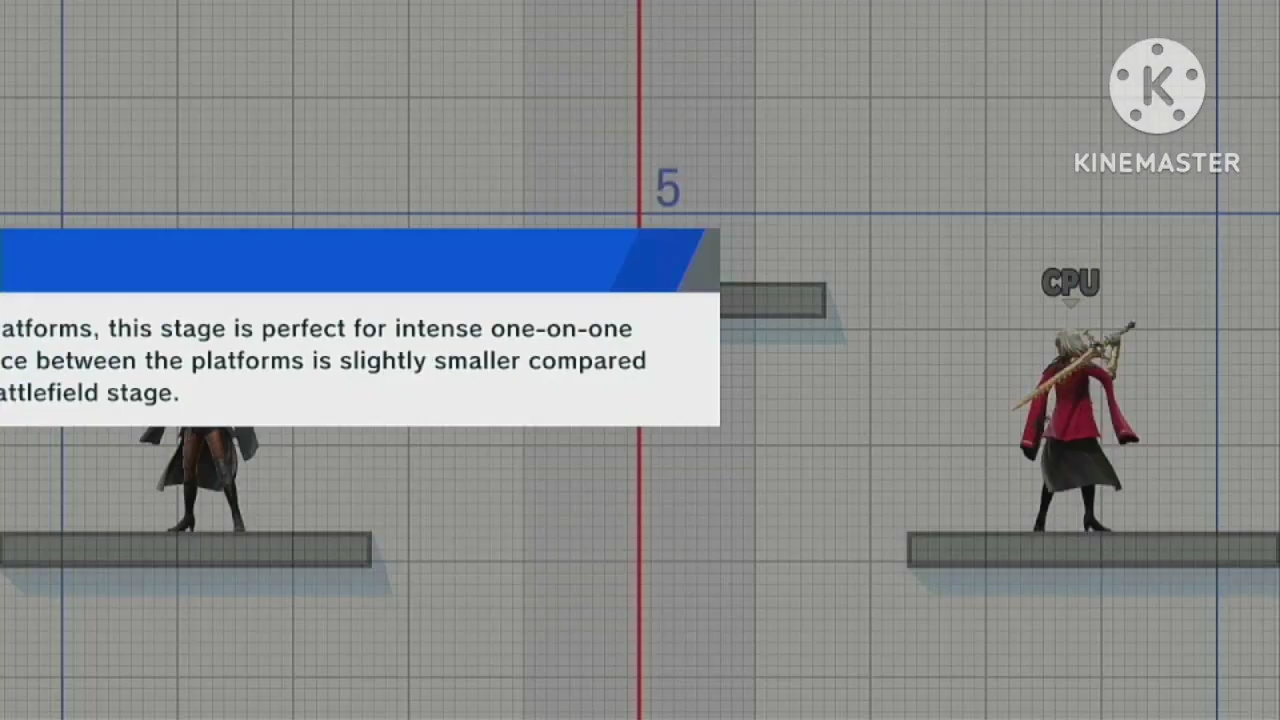 K
KINEMASTER
5
CPU
atforms, this stage is perfect for intense one-on-one
ce between the platforms is slightly smaller compared
attlefield stage.